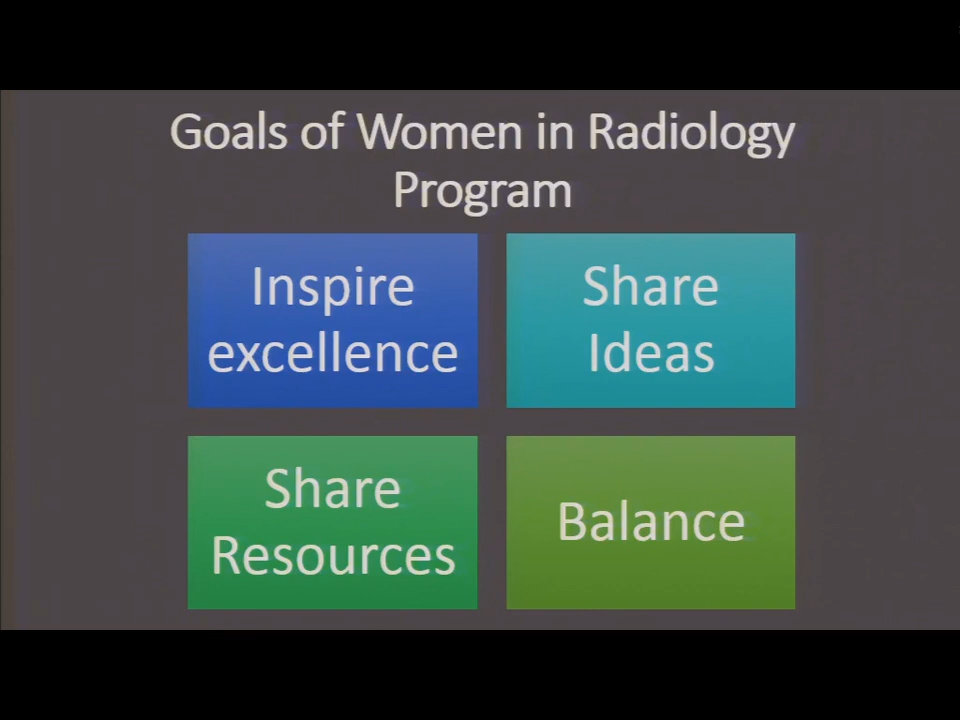 Goals of Women in Radiology
Program
Inspire
excellence
Share
Ideas
Share
Resources
Balance